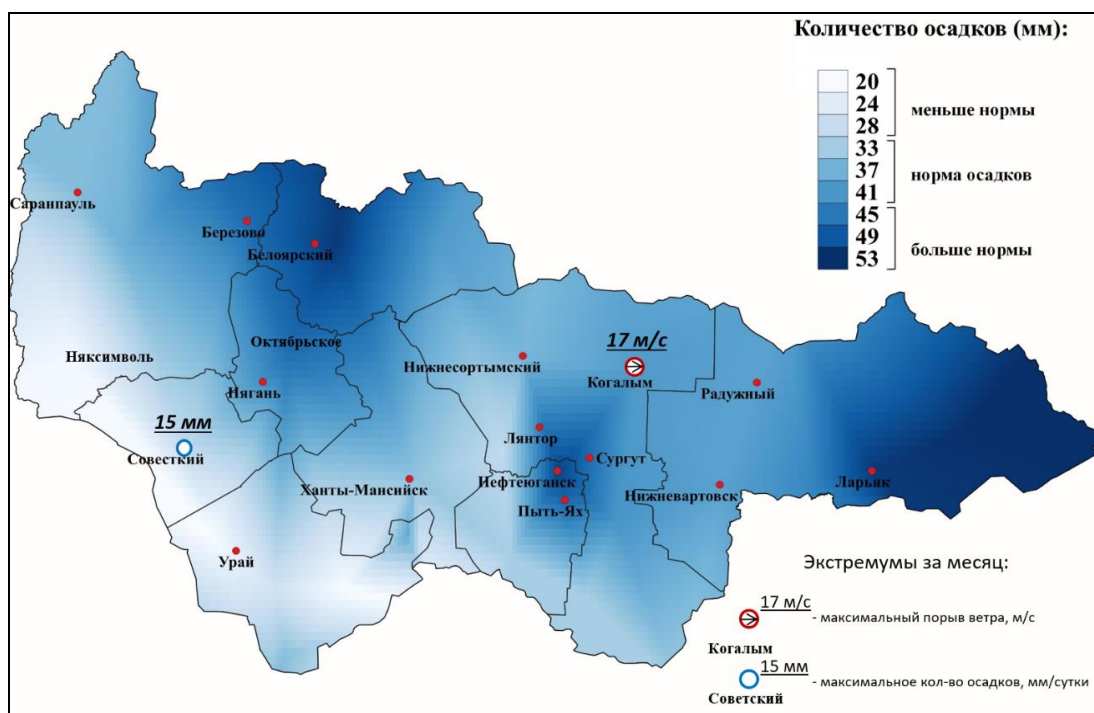 Количество осадков (мм):
20
24
28
меньше нормы
33
37
41
норма осадков
45
49
53
больше нормы
Саранпауль
Березово
Белоярский
Няксимволь
Октябрьское
Нягань
15 мм
Совесткий
Урай
Ханты-Мансийск
Нижнесортымский
17 м/с
Когалым
Радужный
Лянтор
Сургут
Нефтеюганск
Пыть-Ях
Нижневартовск
Ларьяк
Экстремумы за месяц:
17 м/с
- максимальный порыв ветра, м/с
Когалым
15 мм
- максимальное кол-во осадков, мм/сутки
Советский